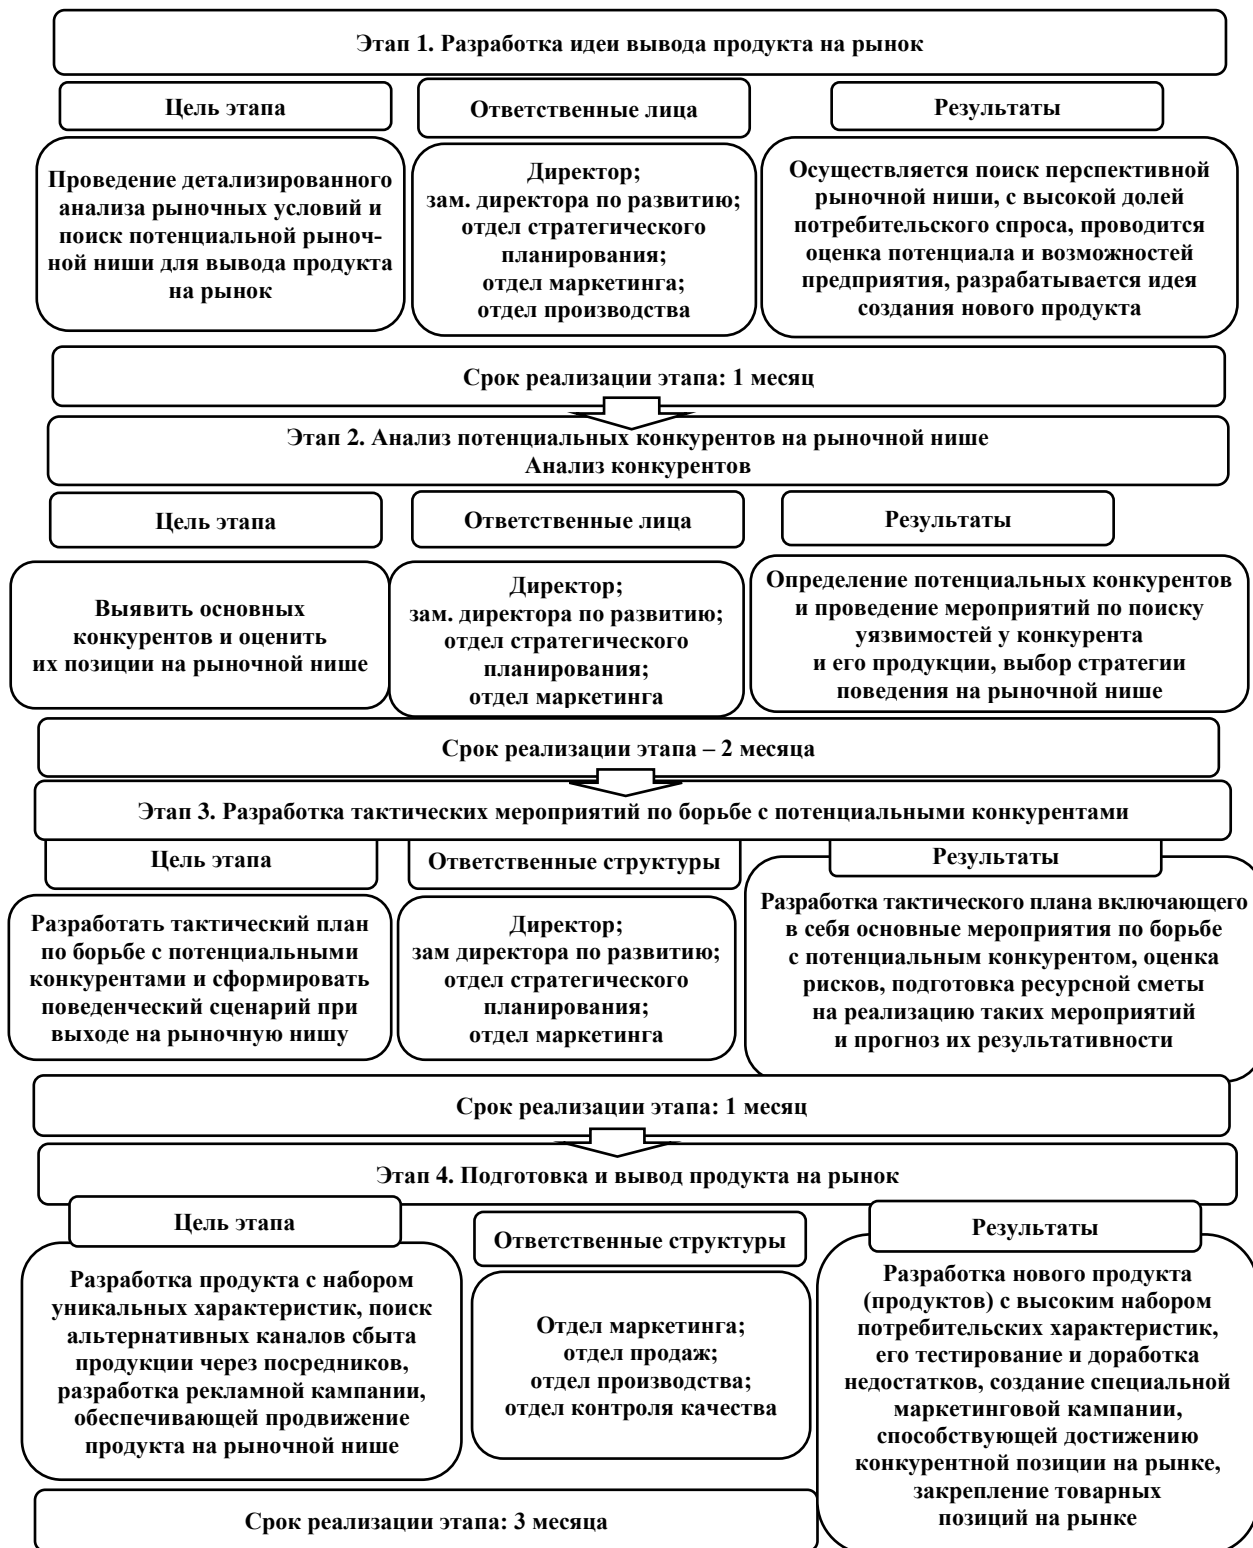 Этап 1. Разработка идеи вывода продукта на рынок
Цель этапа
Ответственные лица
Результаты
Проведение детализированного
анализа рыночных условий и
поиск потенциальной рыноч-
ной ниши для вывода продукта
на рынок
Директор;
зам. директора по развитию;
отдел стратегического
планирования;
отдел маркетинга;
отдел производства
Осуществляется поиск перспективной
рыночной ниши, с высокой долей
потребительского спроса, проводится
оценка потенциала и возможностей
предприятия, разрабатывается идея
создания нового продукта
Срок реализации этапа: 1 месяц
Этап 2. Анализ потенциальных конкурентов на рыночной нише
Анализ конкурентов
Цель этапа
Ответственные лица
Результаты
Выявить основных
конкурентов и оценить
их позиции на рыночной нише
Директор;
зам. директора по развитию;
отдел стратегического
планирования;
отдел маркетинга
Определение потенциальных конкурентов
и проведение мероприятий по поиску
уязвимостей у конкурента
и его продукции, выбор стратегии
поведения на рыночной нише
Срок реализации этапа – 2 месяца
Этап 3. Разработка тактических мероприятий по борьбе с потенциальными конкурентами
Цель этапа
Ответственные структуры
Результаты
Разработать тактический план
по борьбе с потенциальными
конкурентами и сформировать
поведенческий сценарий при
выходе на рыночную нишу
Директор;
зам директора по развитию;
отдел стратегического
планирования;
отдел маркетинга
Разработка тактического плана включающего
в себя основные мероприятия по борьбе
с потенциальным конкурентом, оценка
рисков, подготовка ресурсной сметы
на реализацию таких мероприятий
и прогноз их результативности
Срок реализации этапа: 1 месяц
Этап 4. Подготовка и вывод продукта на рынок
Цель этапа
Ответственные структуры
Результаты
Разработка продукта с набором
уникальных характеристик, поиск
альтернативных каналов сбыта
продукции через посредников,
разработка рекламной кампании,
обеспечивающей продвижение
продукта на рыночной нише
Отдел маркетинга;
отдел продаж;
отдел производства;
отдел контроля качества
Разработка нового продукта
(продуктов) с высоким набором
потребительских характеристик,
его тестирование и доработка
недостатков, создание специальной
маркетинговой кампании,
способствующей достижению
конкурентной позиции на рынке,
закрепление товарных
позиций на рынке
Срок реализации этапа: 3 месяца